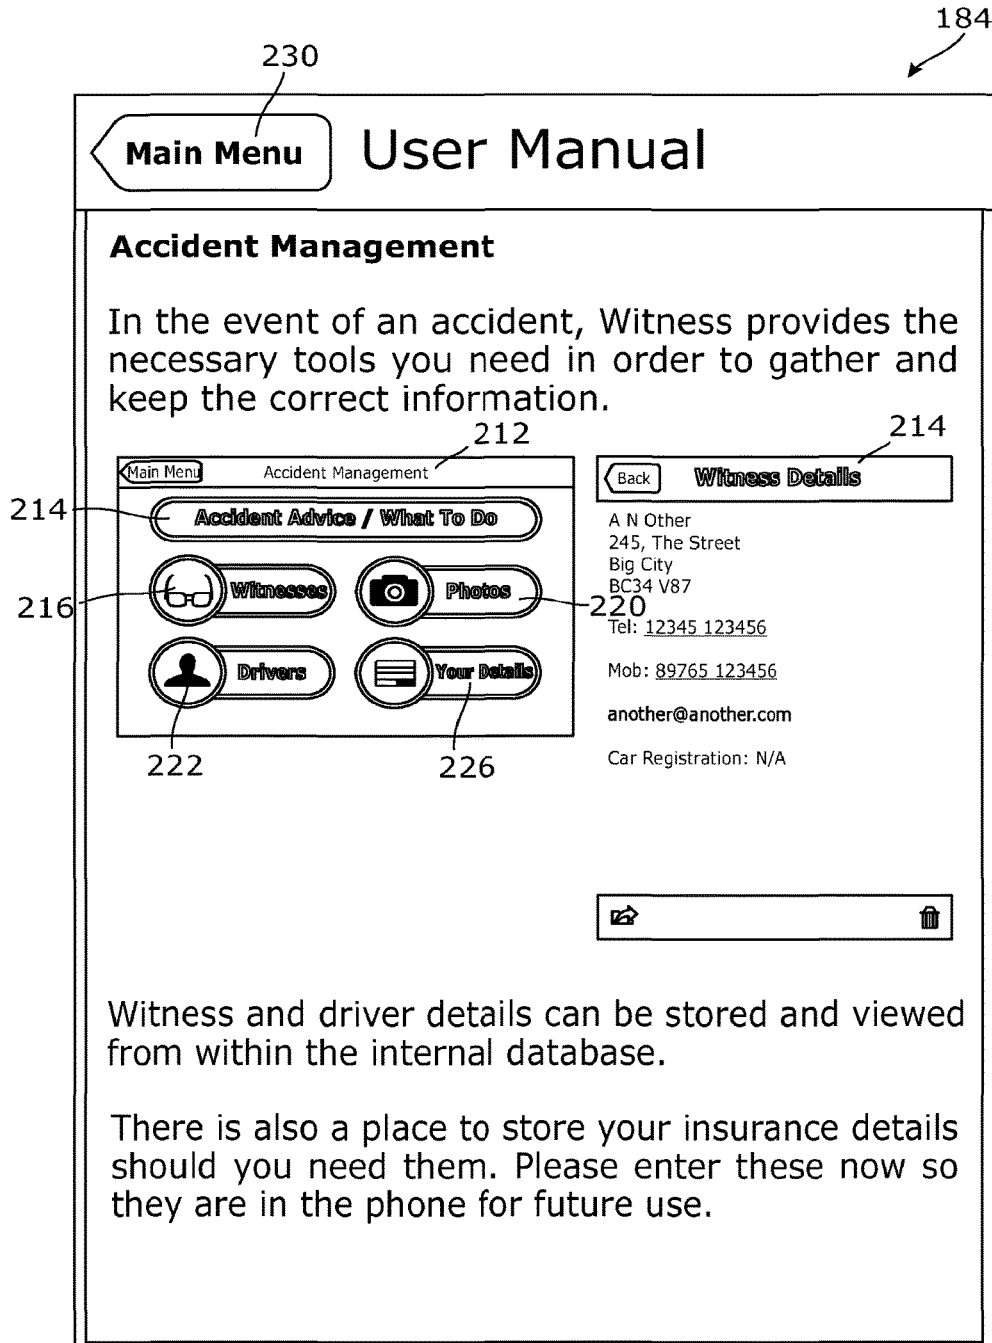 184
230
Main Menu User Manual
Accident Management
In the event of an accident, Witness provides the
necessary tools you need in order to gather and
keep the correct information.
212
214
Main Menu Accident Management
214
Accident Advice / What To Do
216
Witnesses
Photos
220
Drivers
Your Details
222
226
Back Witness Details
A N Other
245, The Street
Big City
BC34 V87
Tel: 12345 123456
Mob: 89765 123456
another@another.com
Car Registration: N/A
Witness and driver details can be stored and viewed
from within the internal database.
There is also a place to store your insurance details
should you need them. Please enter these now so
they are in the phone for future use.